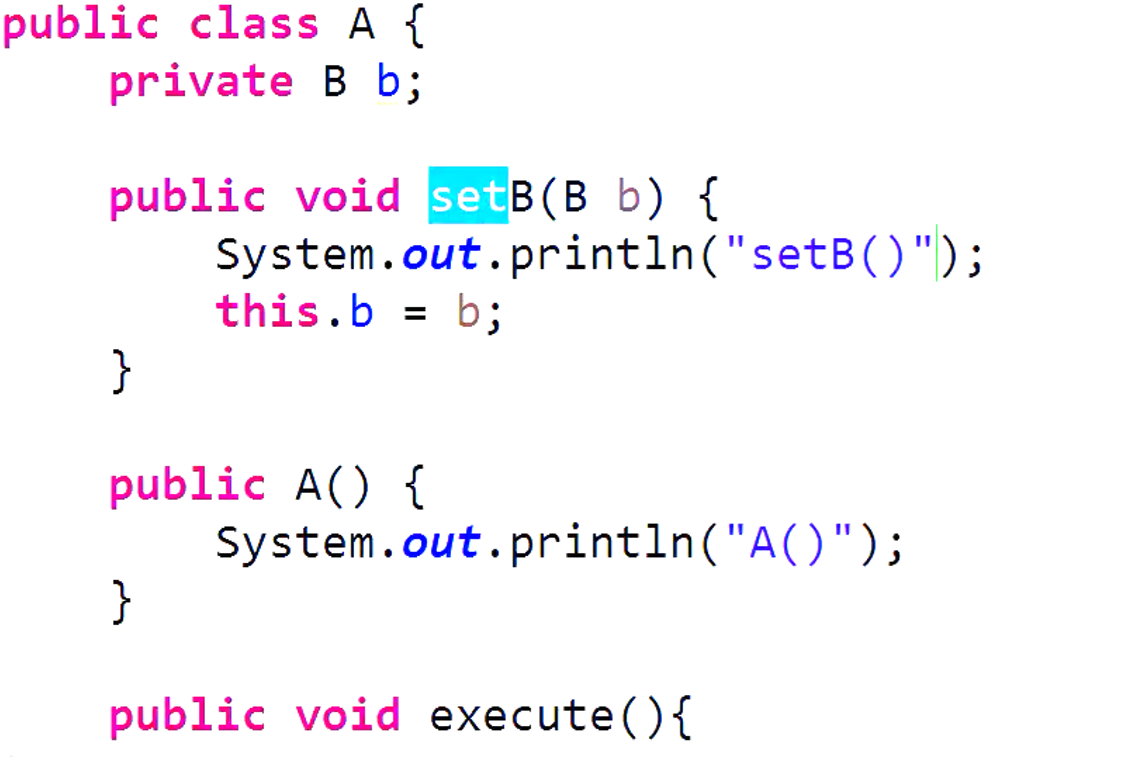 public class A {
private B b;
public void setB(B b) {
System.out.println("setB()");
this.b = b;
}
public A() {
System.out.println("A()");
}
public void execute(){